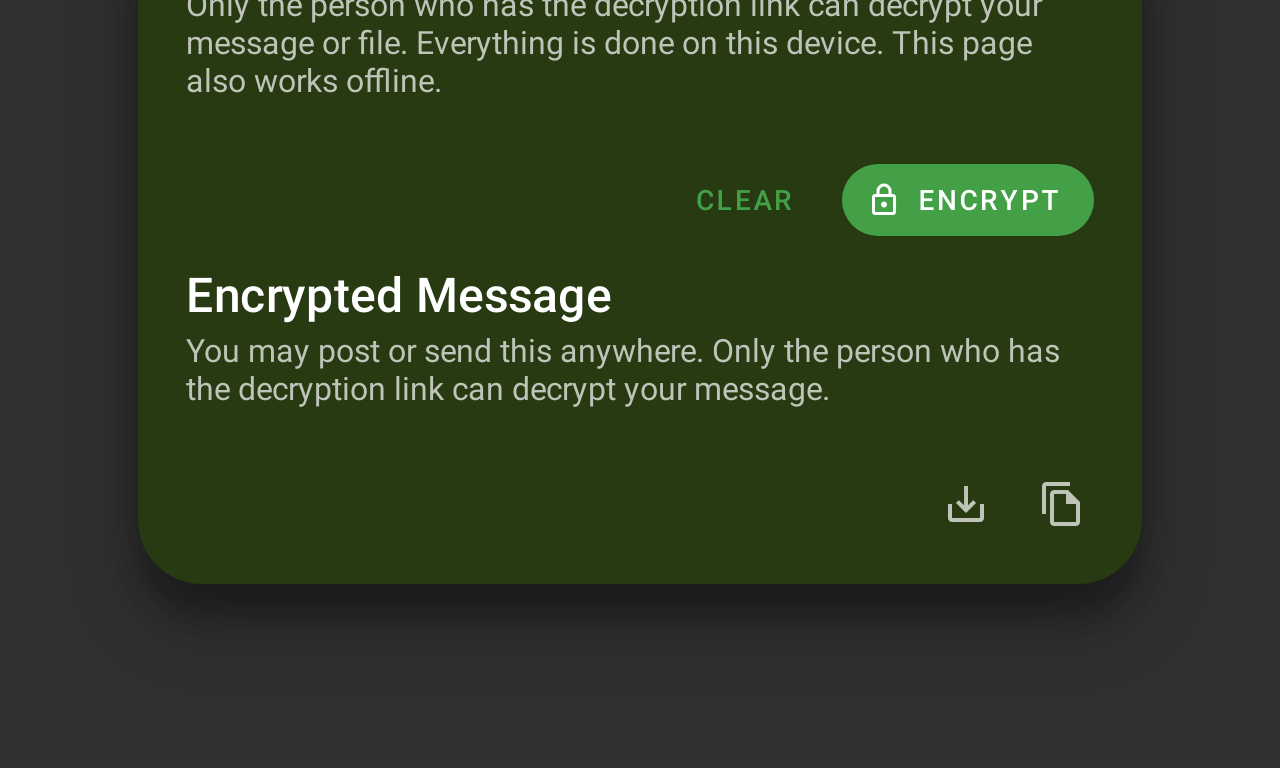 Only the person who has the decryption link can decrypt your
message or file. Everything is done on this device. This page
also works offline.
CLEAR
ENCRYPT
Encrypted Message
You may post or send this anywhere. Only the person who has
the decryption link can decrypt your message.